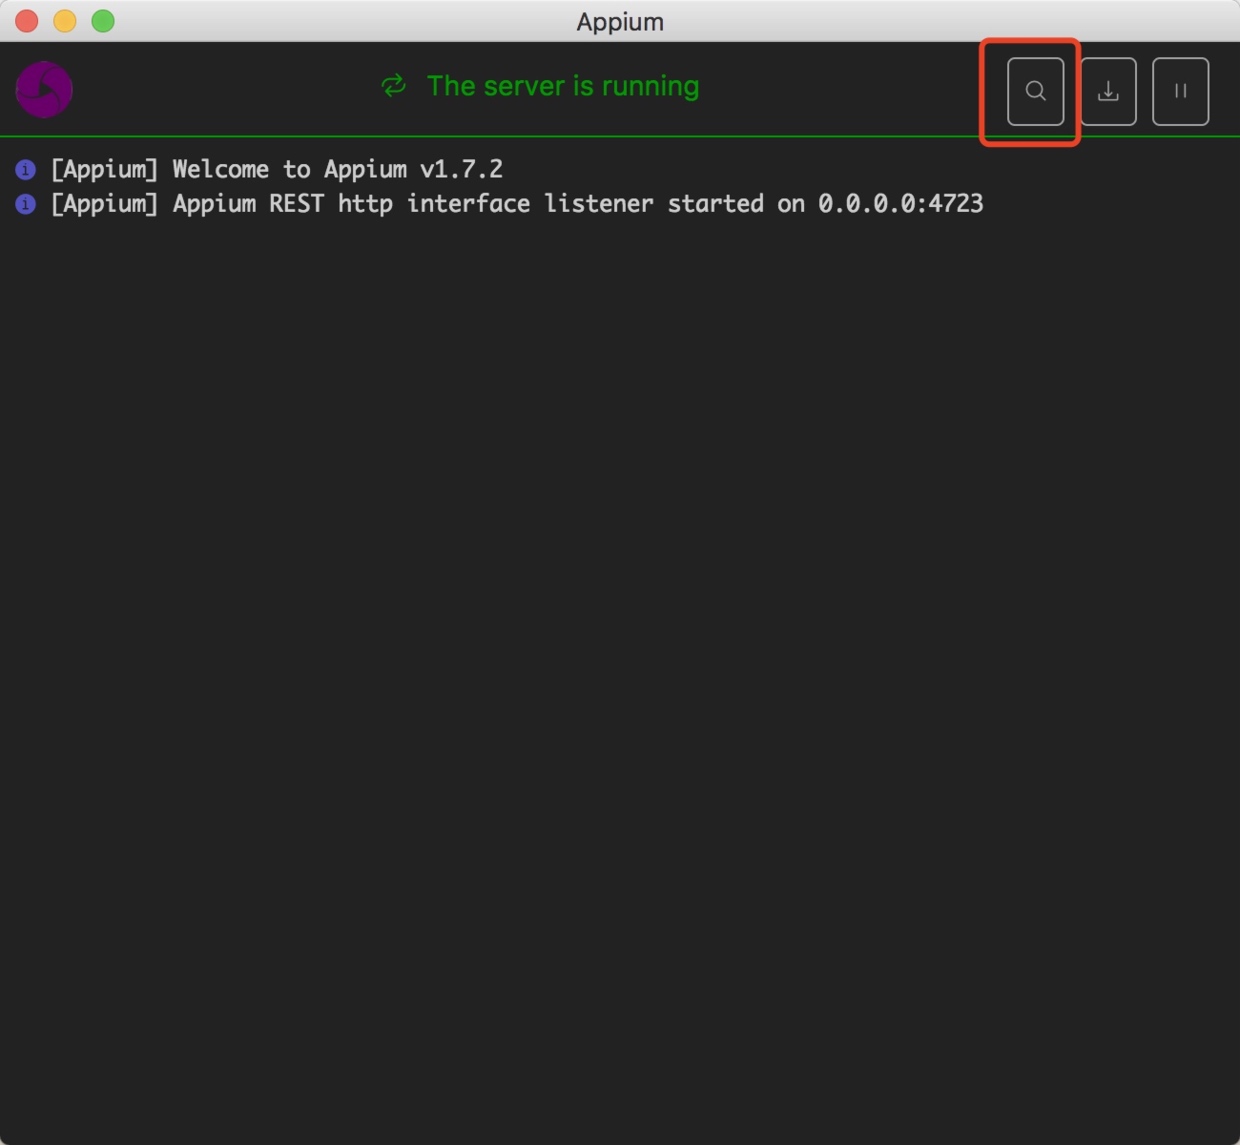 Appium
The server is running
[Appium] Welcome to Appium v1.7.2
[Appium] Appium REST http interface listener started on 0.0.0.0:4723